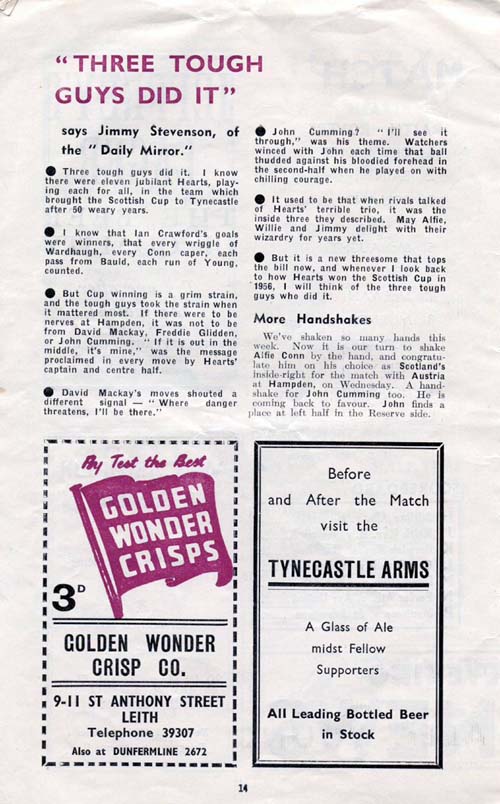 “ THREE TOUGH
GUYS DID IT ”
says Jimmy Stevenson, of
the “ Daily Mirror.”
● Three tough guys did it. I know
there were eleven jubilant Hearts, play-
ing each for all, in the team which
brought the Scottish Cup to Tynecastle
after 50 weary years.
● I know that Ian Crawford's goals
were winners, that every wriggle of
Wardhaugh, every Conn caper, each
pass from Bauld, each run of Young,
counted.
● But Cup winning is a grim strain,
and the tough guys took the strain when
it mattered most. If there were to be
nerves at Hampden, it was not to be
from David Mackay, Freddie Glidden,
or John Cumming. “ If it is out in the
middle, it's mine,” was the message
proclaimed in every move by Hearts'
captain and centre half.
● David Mackay's moves shouted a
different signal — “ Where danger
threatens, I'll be there.”
● John Cumming? “ I'll see it
through,” was his theme. Watchers
winced with John each time that ball
thudded against his bloodied forehead in
the second-half when he played on with
chilling courage.
● It used to be that when rivals talked
of Hearts' terrible trio, it was the
inside three they described. May Alfie,
Willie and Jimmy delight with their
wizardry for years yet.
● But it is a new threesome that tops
the bill now, and whenever I look back
to how Hearts won the Scottish Cup in
1956, I will think of the three tough
guys who did it.
More Handshakes
We've shaken so many hands this
week. Now it is our turn to shake
Alfie Conn by the hand, and congratu-
late him on his choice as Scotland's
inside-right for the match with Austria
at Hampden, on Wednesday. A hand-
shake for John Cumming too. He is
coming back to favour. John finds a
place at left half in the Reserve side.
By Test the Best
GOLDEN
WONDER
CRISPS
3D
GOLDEN WONDER
CRISP CO.
9-11 ST ANTHONY STREET
LEITH
Telephone 39307
Also at DUNFERMLINE 2672
Before
and After the Match
visit the
TYNECASTLE ARMS
A Glass of Ale
midst Fellow
Supporters
All Leading Bottled Beer
in Stock
14